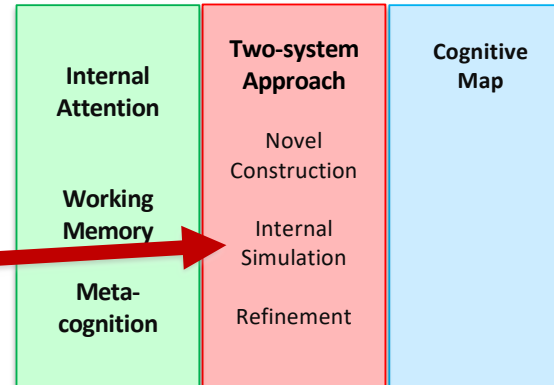 Internal
Attention
Working
Memory
Meta-
cognition
Two-system
Approach
Novel
Construction
Internal
Simulation
Refinement
Cognitive
Map